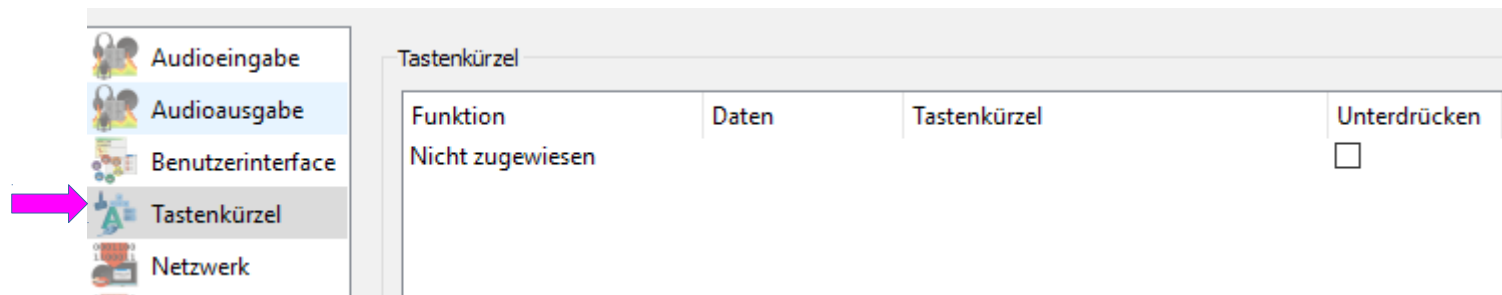 Audioeingabe
Audioausgabe
Benutzerinterface
Tastenkürzel
Netzwerk
Tastenkürzel
Funktion Daten Tastenkürzel Unterdrücken
Nicht zugewiesen